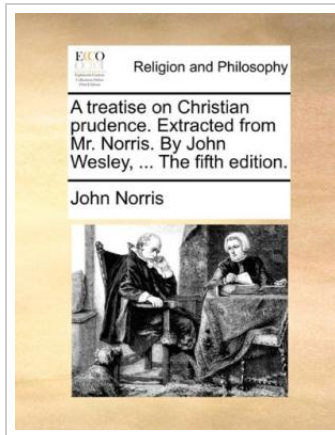 ECCO
Religion and Philosophy
A treatise on Christian
prudence. Extracted from
Mr. Norris. By John
Wesley, ... The fifth edition.
John Norris